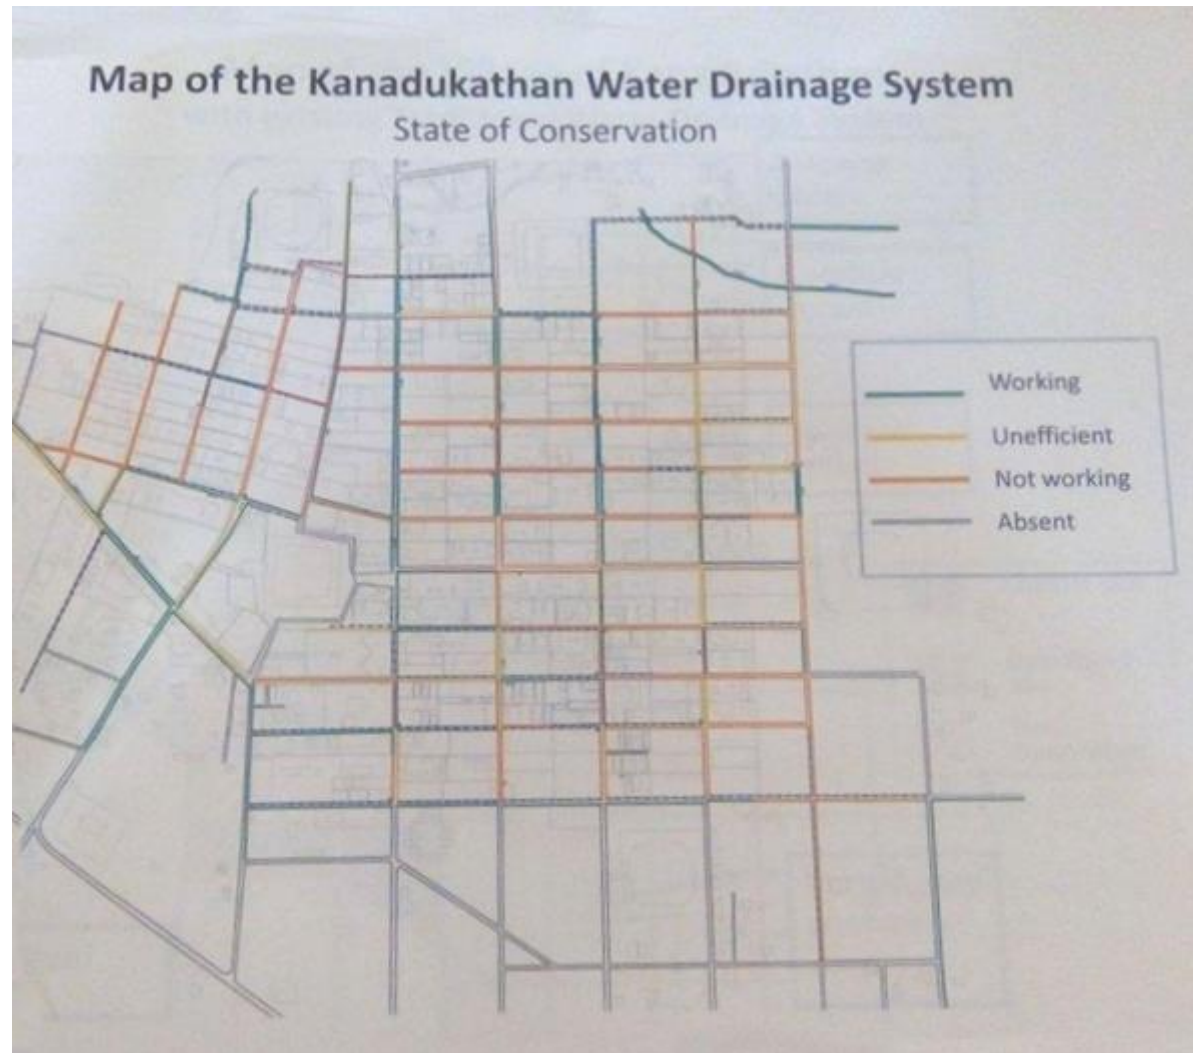 Map of the Kanadukathan Water Drainage System
State of Conservation
Working
Unefficient
Not working
Absent